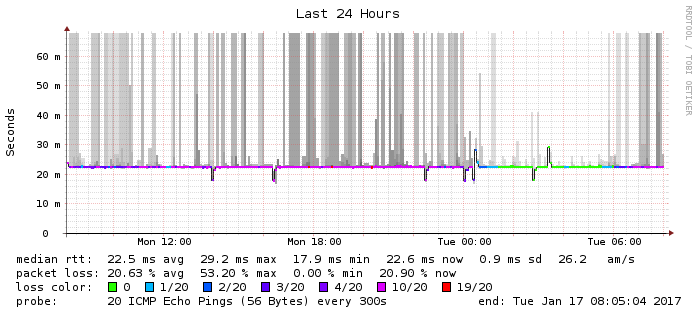 Last 24 Hours
RRDTOOL / TOBI OETIKER
Seconds
60 m
50 m
40 m
30 m
20 m
10 m
0
Mon 12:00 Mon 18:00 Tue 00:00 Tue 06:00
median rtt: 22.5 ms avg 29.2 ms max 17.9 ms min 22.6 ms now 0.9 ms sd 26.2 am/s
packet loss: 20.63 % avg 53.20 % max 0.00 % min 20.90 % now
loss color: 0 1/20 2/20 3/20 4/20 10/20 19/20
probe: 20 ICMP Echo Pings (56 Bytes) every 300s end: Tue Jan 17 08:05:04 2017